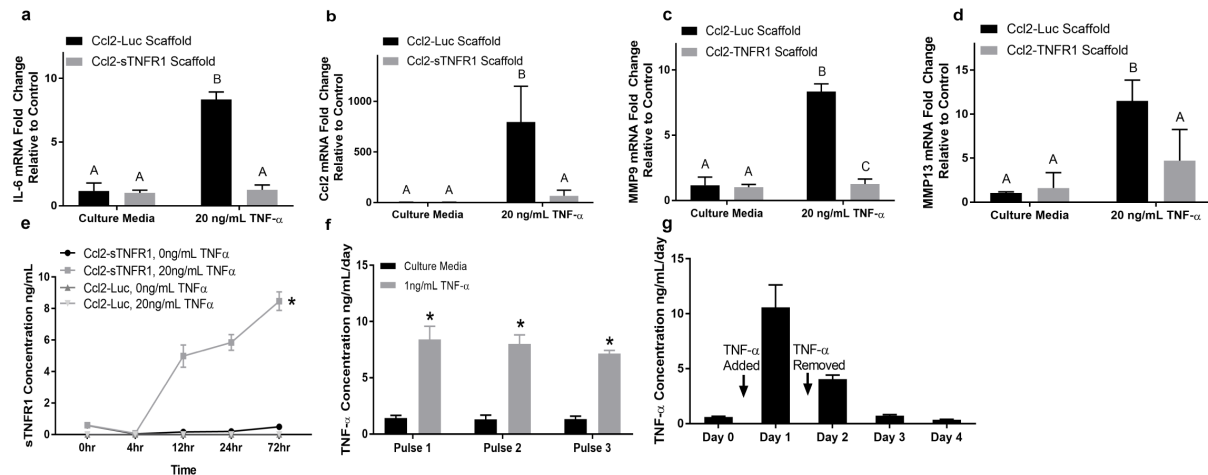 a
Ccl2-Luc Scaffold
Ccl2-sTNFR1 Scaffold
IL-6 mRNA Fold Change
Relative to Control
10
5
0
A
A
B
A
Culture Media
20 ng/mL TNF-α
b
Ccl2-Luc Scaffold
Ccl2-sTNFR1 Scaffold
Ccl2 mRNA Fold Change
Relative to Control
1000
500
0
A
A
B
A
Culture Media
20 ng/mL TNF-α
c
Ccl2-Luc Scaffold
Ccl2-TNFR1 Scaffold
MMP9 mRNA Fold Change
Relative to Control
10
5
0
A
A
B
C
Culture Media
20 ng/mL TNF-α
d
Ccl2-Luc Scaffold
Ccl2-TNFR1 Scaffold
MMP13 mRNA Fold Change
Relative to Control
15
10
5
0
A
A
B
A
Culture Media
20 ng/mL TNF-α
e
Ccl2-sTNFR1, 0ng/mL TNFα
Ccl2-sTNFR1, 20ng/mL TNFα
Ccl2-Luc, 0ng/mL TNFα
Ccl2-Luc, 20ng/mL TNFα
sTNFR1 Concentration ng/mL
10
8
6
4
2
0
*
0hr
4hr
12hr
24hr
72hr
Time
f
Culture Media
1ng/mL TNF-α
TNF-α Concentration ng/mL/day
15
10
5
0
*
*
*
Pulse 1
Pulse 2
Pulse 3
g
TNF-α Concentration ng/mL/day
15
10
5
0
TNF-α
Added
TNF-α
Removed
Day 0
Day 1
Day 2
Day 3
Day 4